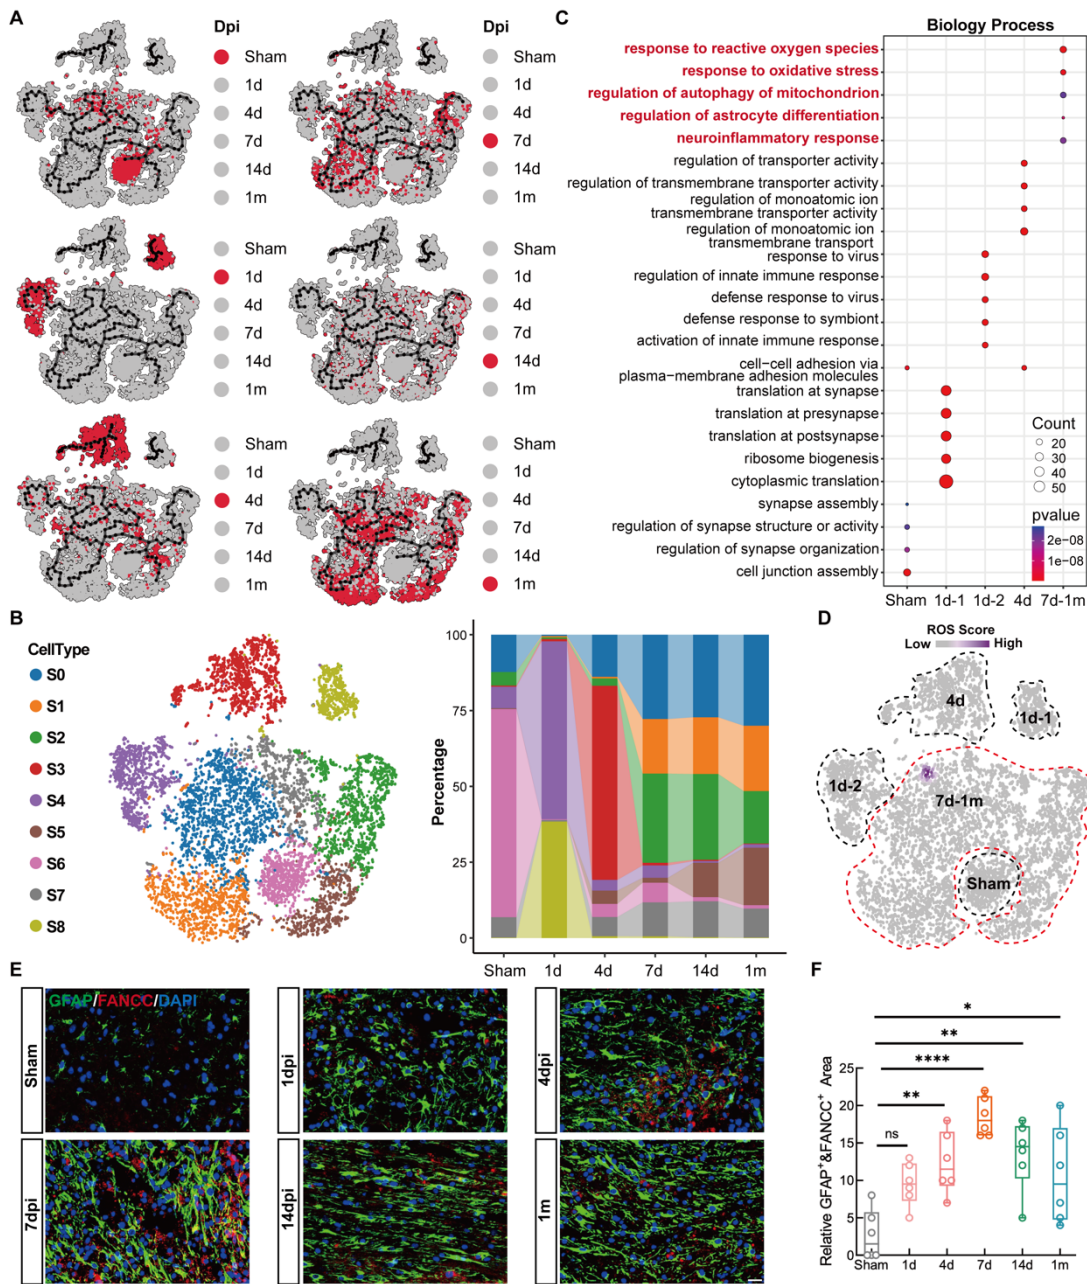 A
Dpi
Sham
1d
4d
7d
14d
1m
Dpi
Sham
1d
4d
7d
14d
1m
Sham
1d
4d
7d
14d
1m
Sham
1d
4d
7d
14d
1m
Sham
1d
4d
7d
14d
1m
Sham
1d
4d
7d
14d
1m
C
Biology Process
response to reactive oxygen species
response to oxidative stress
regulation of autophagy of mitochondrion
regulation of astrocyte differentiation
neuroinflammatory response
regulation of transporter activity
regulation of transmembrane transporter activity
regulation of monoatomic ion
transmembrane transporter activity
regulation of monoatomic ion
transmembrane transport
response to virus
regulation of innate immune response
defense response to virus
defense response to symbiont
activation of innate immune response
cell−cell adhesion via
plasma−membrane adhesion molecules
translation at synapse
translation at presynapse
translation at postsynapse
ribosome biogenesis
cytoplasmic translation
synapse assembly
regulation of synapse structure or activity
regulation of synapse organization
cell junction assembly
Sham 1d-1 1d-2 4d 7d-1m
Count
20
30
40
50
pvalue
2e−08
1e−08
B
CellType
S0
S1
S2
S3
S4
S5
S6
S7
S8
Percentage
100
75
50
25
0
Sham 1d 4d 7d 14d 1m
D
ROS Score
Low High
4d
1d-1
1d-2
7d-1m
Sham
E
Sham
GFAP/FANCC/DAPI
1dpi
4dpi
7dpi
14dpi
1m
F
Relative GFAP⁺&FANCC⁺ Area
25
20
15
10
5
0
ns
**
****
**
*
Sham 1d 4d 7d 14d 1m